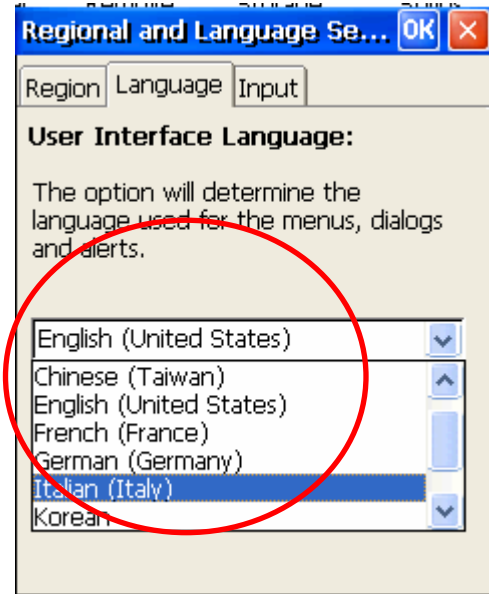 Regional and Language Se... OK
Region Language Input
User Interface Language:
The option will determine the
language used for the menus, dialogs
and alerts.
English (United States)
Chinese (Taiwan)
English (United States)
French (France)
German (Germany)
Italian (Italy)
Korean